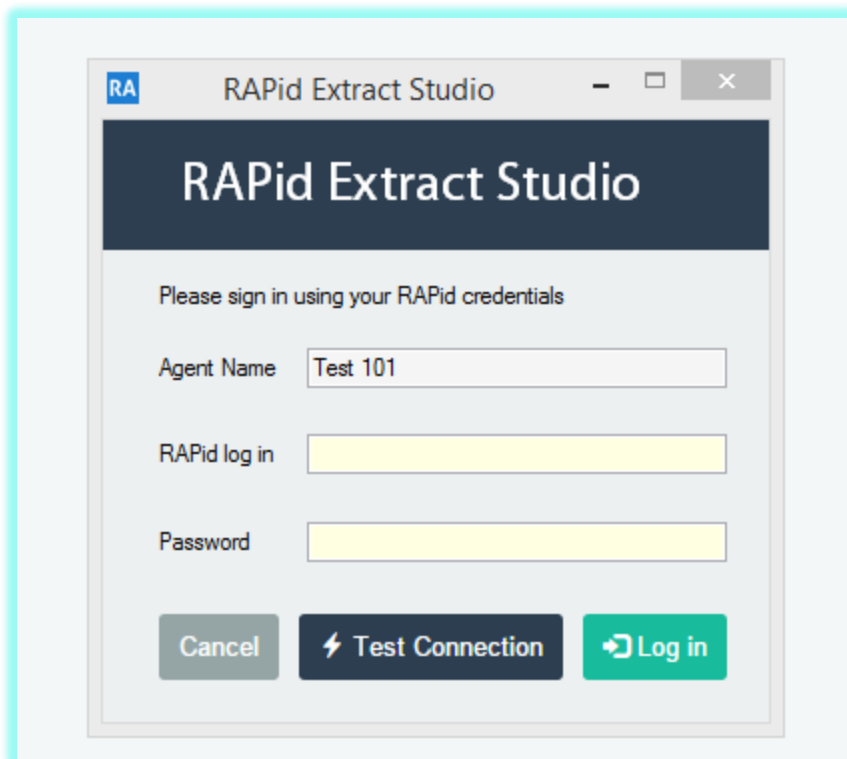 RA RAPid Extract Studio
RAPid Extract Studio
Please sign in using your RAPid credentials
Agent Name Test 101
RAPid log in
Password
Cancel Test Connection Log in